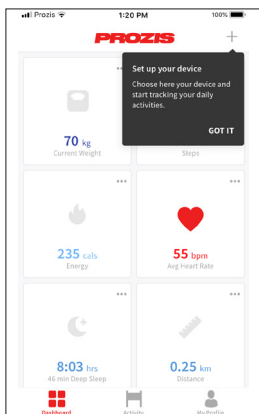 Prozis
1:20 PM
100%
PROZIS
Set up your device
Choose here your device and
start tracking your daily
activities.
GOT IT
70 kg
Current Weight
Steps
235 cals
Energy
55 bpm
Avg Heart Rate
8:03 hrs
46 min Deep Sleep
0.25 km
Distance
Dashboard
Activity
My Profile